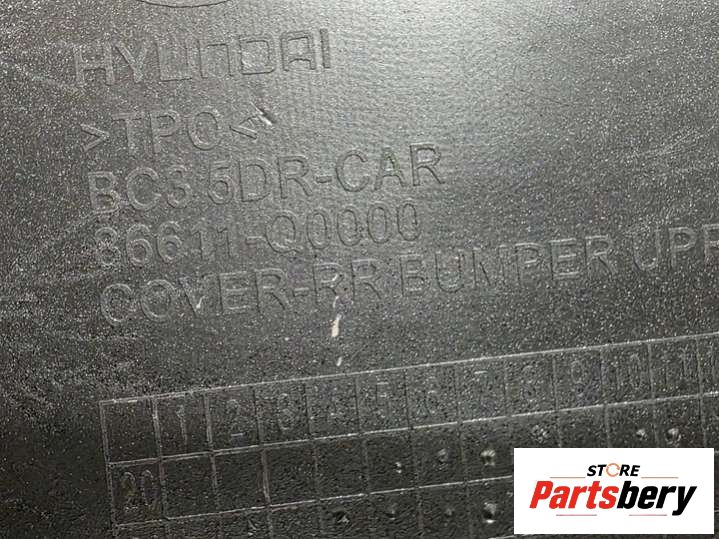 HYUNDAI
>TPO<
BC3 5DR-CAR
86611-Q0000
COVER-RR BUMPER UPR
1 2 3 4 5 6 7 8 9 10 11
20
STORE
Partsbery